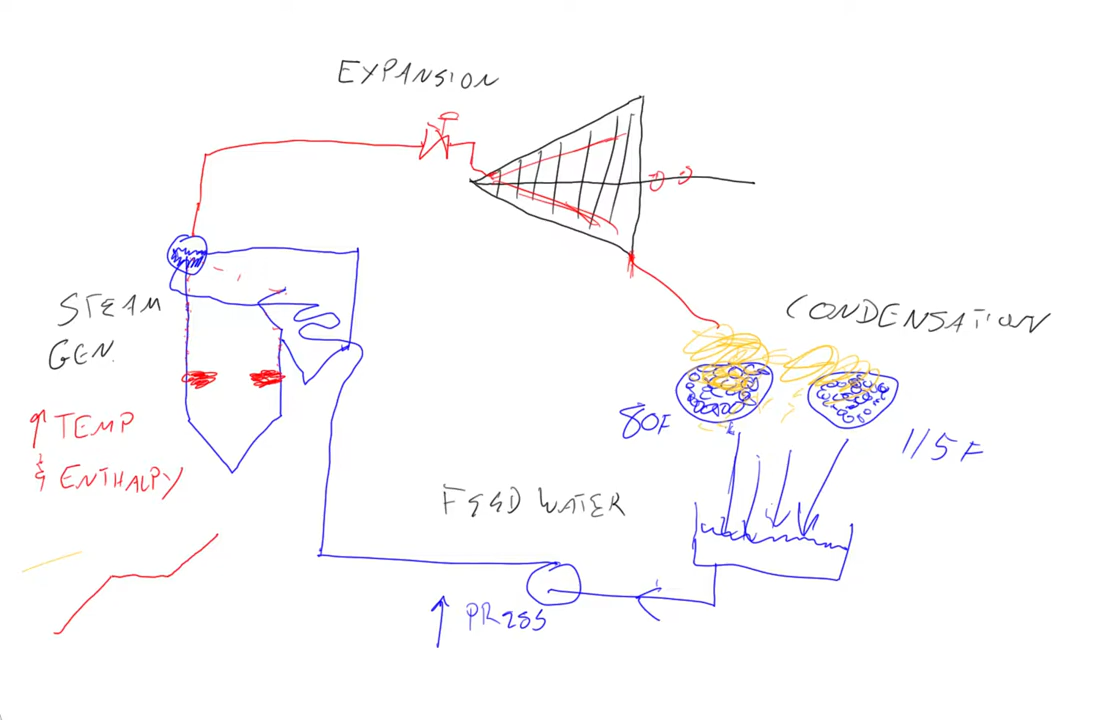 EXPANSION
STEAM
GEN.
↑ TEMP
& ENTHALPY
CONDENSATION
80F
115F
FEED WATER
↑ PRESS